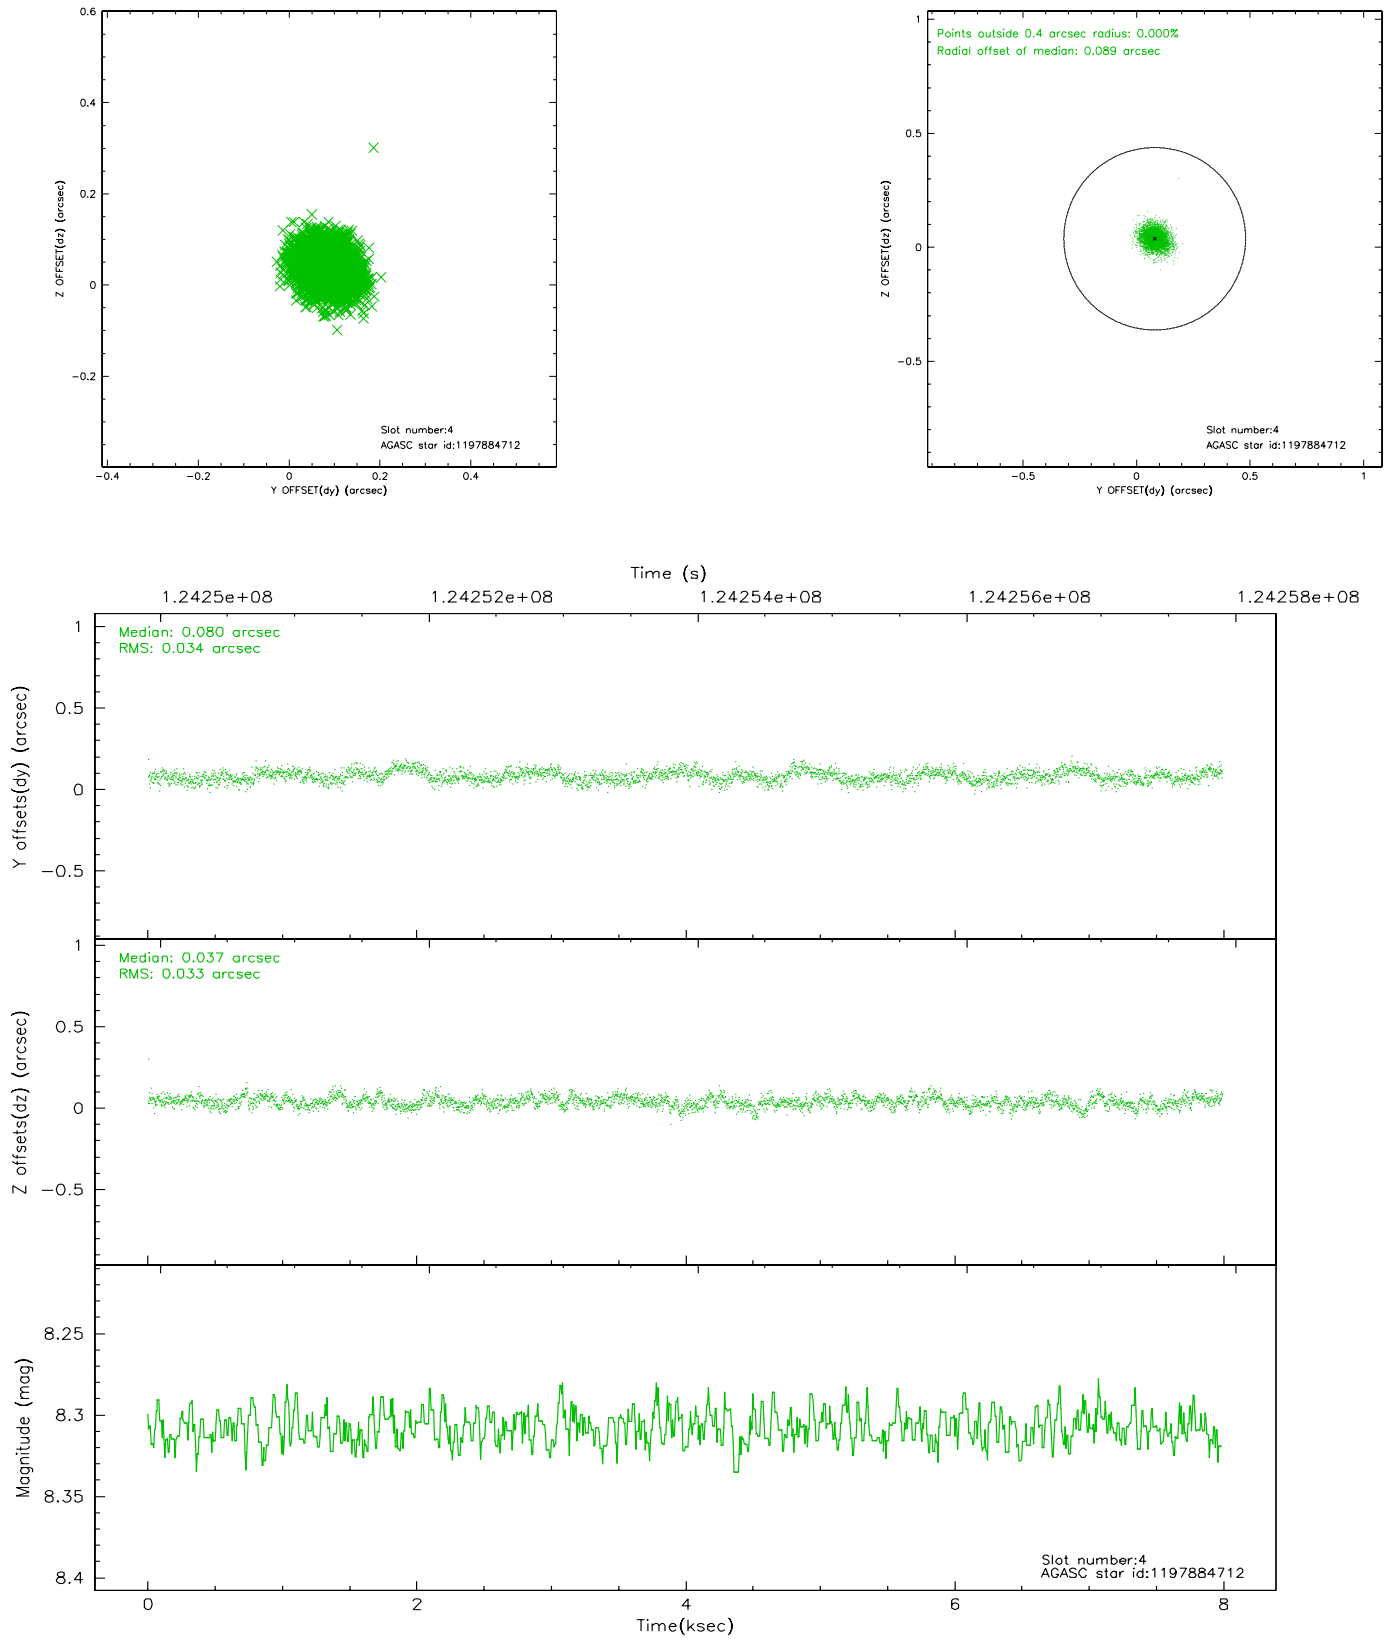 0.6
0.4
0.2
0
−0.2
−0.4 −0.2 0 0.2 0.4
Z OFFSET(dz) (arcsec)
Y OFFSET(dy) (arcsec)
Slot number:4
AGASC star id:1197884712
Points outside 0.4 arcsec radius: 0.000%
Radial offset of median: 0.089 arcsec
1
0.5
0
−0.5
−0.5 0 0.5 1
Z OFFSET(dz) (arcsec)
Y OFFSET(dy) (arcsec)
Slot number:4
AGASC star id:1197884712
Time (s)
1.2425e+08 1.24252e+08 1.24254e+08 1.24256e+08 1.24258e+08
Median: 0.080 arcsec
RMS: 0.034 arcsec
1
0.5
0
−0.5
Y offsets(dy) (arcsec)
Median: 0.037 arcsec
RMS: 0.033 arcsec
1
0.5
0
−0.5
Z offsets(dz) (arcsec)
8.25
8.3
8.35
8.4
Magnitude (mag)
Slot number:4
AGASC star id:1197884712
0 2 4 6 8
Time(ksec)